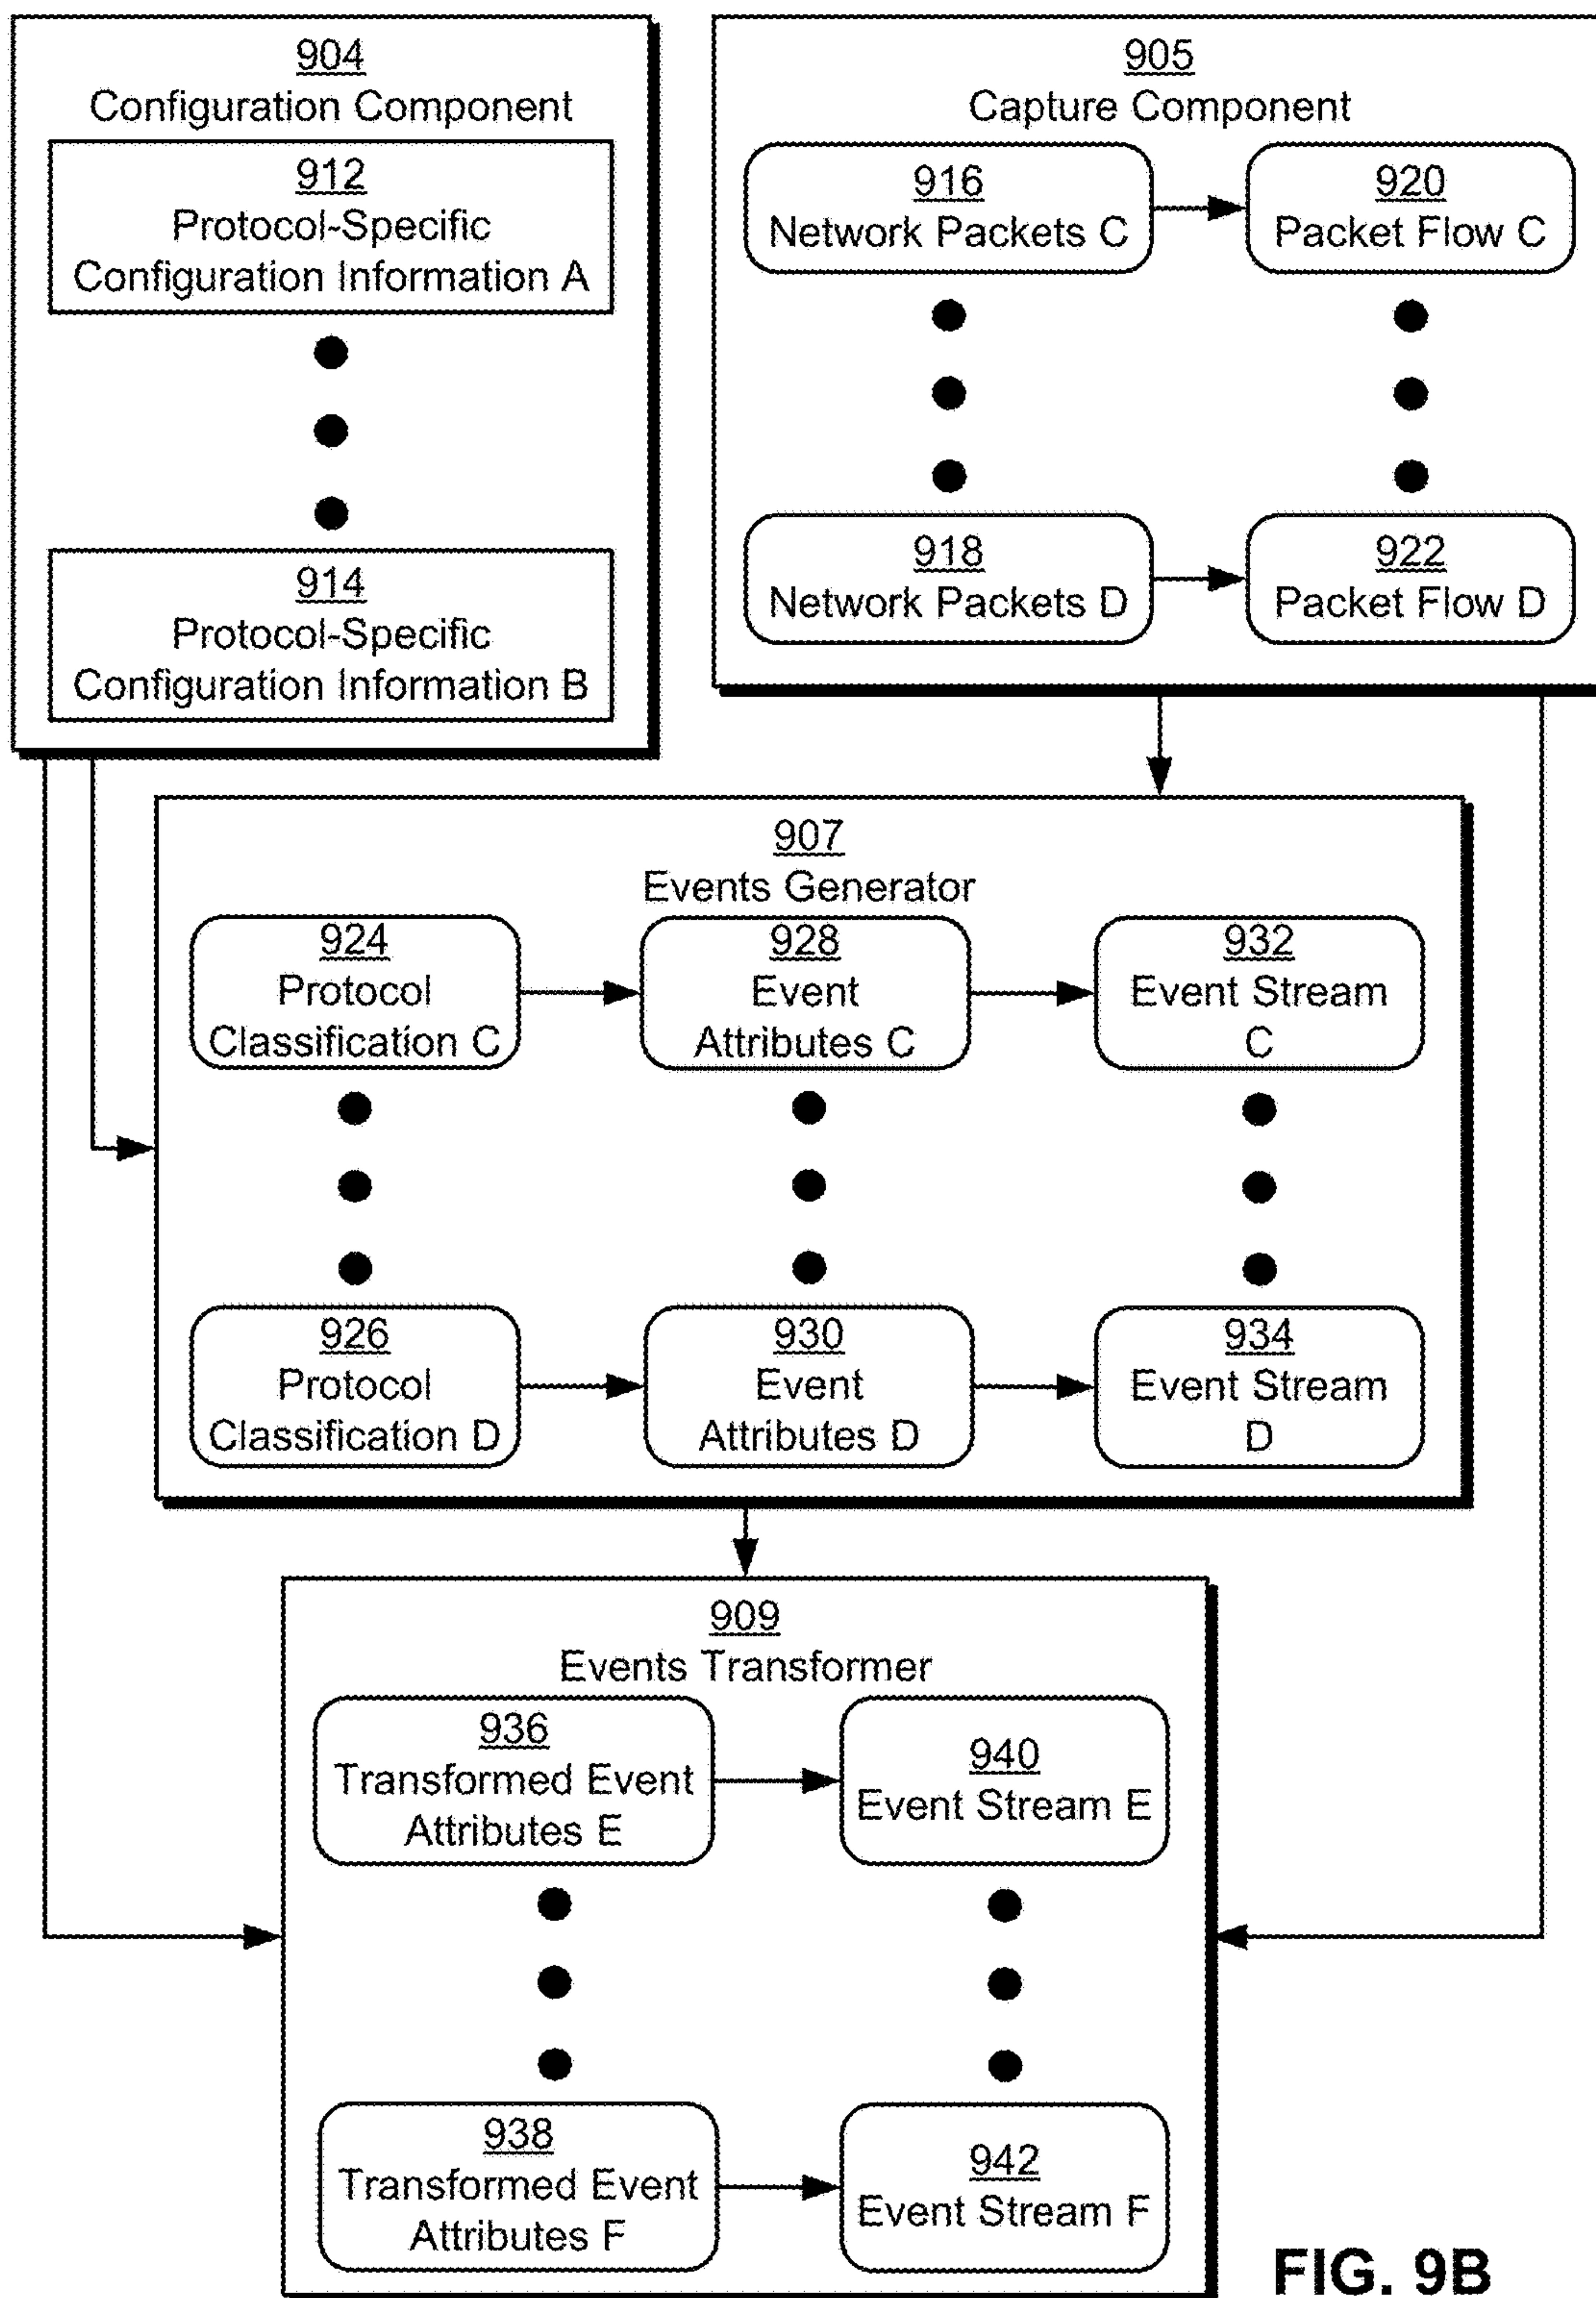 904
Configuration Component
912
Protocol-Specific
Configuration Information A
914
Protocol-Specific
Configuration Information B
905
Capture Component
916
Network Packets C
920
Packet Flow C
918
Network Packets D
922
Packet Flow D
907
Events Generator
924
Protocol
Classification C
928
Event
Attributes C
932
Event Stream
C
926
Protocol
Classification D
930
Event
Attributes D
934
Event Stream
D
909
Events Transformer
936
Transformed Event
Attributes E
940
Event Stream E
938
Transformed Event
Attributes F
942
Event Stream F
FIG. 9B